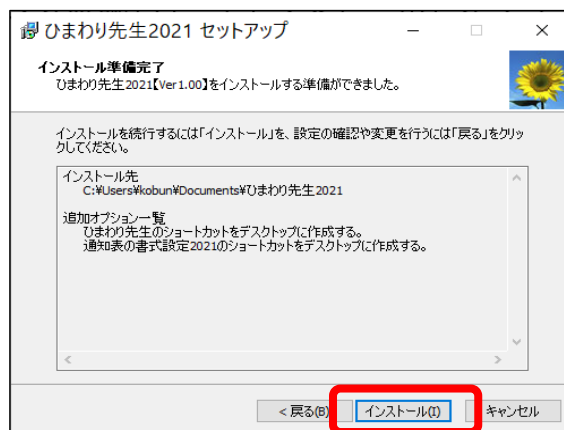 ひまわり先生2021 セットアップ
インストール準備完了
ひまわり先生2021【Ver1.00】をインストールする準備ができました。
インストールを続行するには「インストール」を、設定の確認や変更を行うには「戻る」をクリッ
クしてください。
インストール先
C:¥Users¥kobun¥Documents¥ひまわり先生2021
追加オプション一覧
ひまわり先生のショートカットをデスクトップに作成する。
通知表の書式設定2021のショートカットをデスクトップに作成する。
< 戻る(B)
インストール(I)
キャンセル